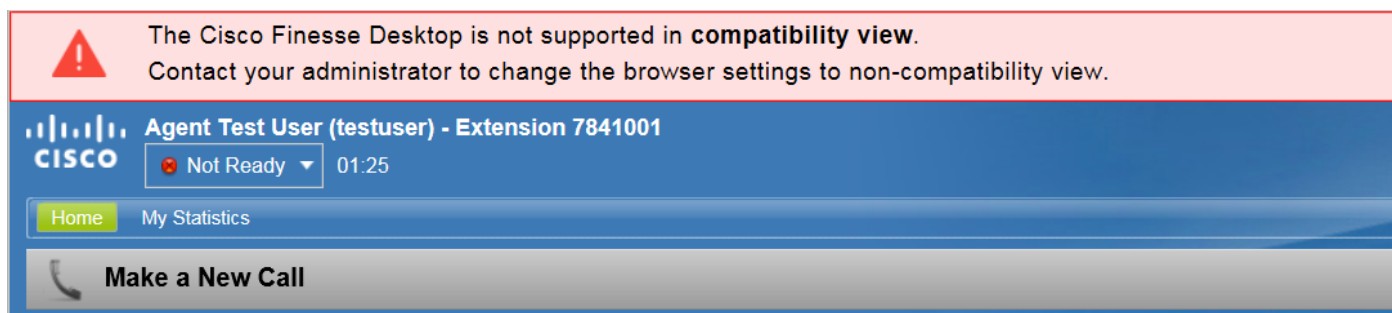 The Cisco Finesse Desktop is not supported in compatibility view.
Contact your administrator to change the browser settings to non-compatibility view.
CISCO
Agent Test User (testuser) - Extension 7841001
Not Ready 01:25
Home My Statistics
Make a New Call